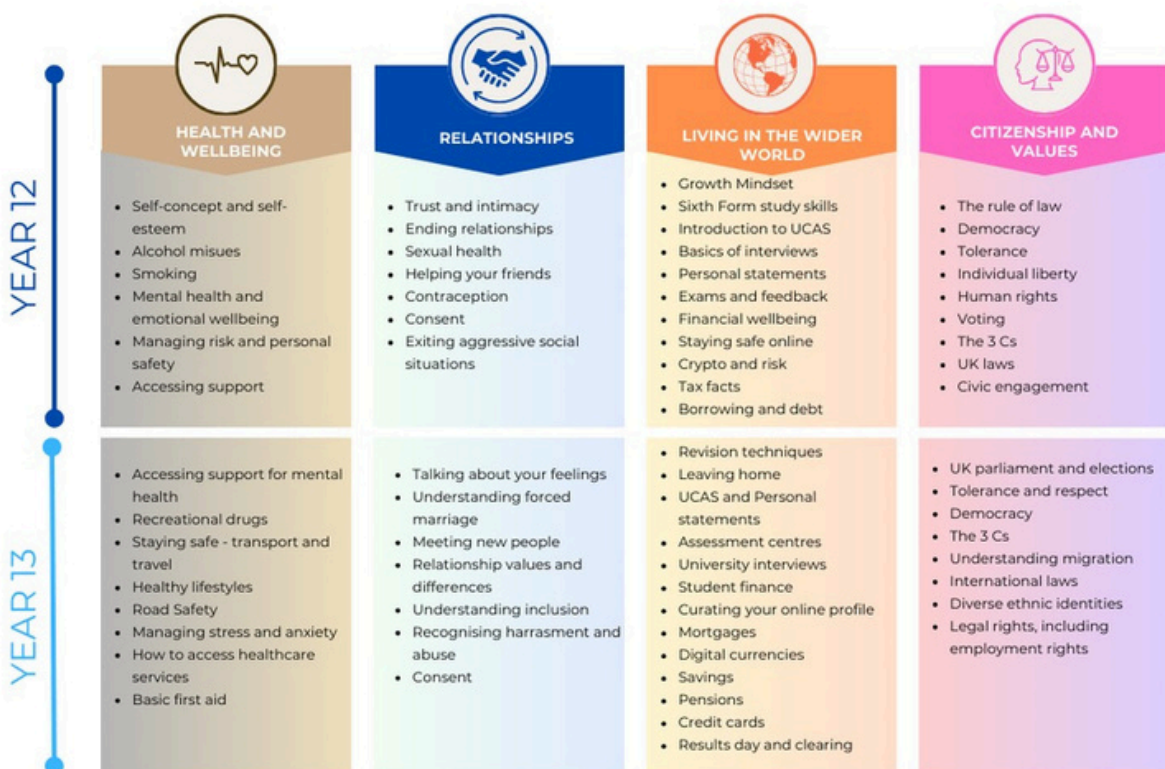 HEALTH AND
WELLBEING
RELATIONSHIPS
LIVING IN THE WIDER
WORLD
CITIZENSHIP AND
VALUES
YEAR 12
• Self-concept and self-
esteem
• Alcohol misues
• Smoking
• Mental health and
emotional wellbeing
• Managing risk and personal
safety
• Accessing support
• Trust and intimacy
• Ending relationships
• Sexual health
• Helping your friends
• Contraception
• Consent
• Exiting aggressive social
situations
• Growth Mindset
• Sixth Form study skills
• Introduction to UCAS
• Basics of interviews
• Personal statements
• Exams and feedback
• Financial wellbeing
• Staying safe online
• Crypto and risk
• Tax facts
• Borrowing and debt
• The rule of law
• Democracy
• Tolerance
• Individual liberty
• Human rights
• Voting
• The 3 Cs
• UK laws
• Civic engagement
YEAR 13
• Accessing support for mental
health
• Recreational drugs
• Staying safe - transport and
travel
• Healthy lifestyles
• Road Safety
• Managing stress and anxiety
• How to access healthcare
services
• Basic first aid
• Talking about your feelings
• Understanding forced
marriage
• Meeting new people
• Relationship values and
differences
• Understanding inclusion
• Recognising harrasment and
abuse
• Consent
• Revision techniques
• Leaving home
• UCAS and Personal
statements
• Assessment centres
• University interviews
• Student finance
• Curating your online profile
• Mortgages
• Digital currencies
• Savings
• Pensions
• Credit cards
• Results day and clearing
• UK parliament and elections
• Tolerance and respect
• Democracy
• The 3 Cs
• Understanding migration
• International laws
• Diverse ethnic identities
• Legal rights, including
employment rights